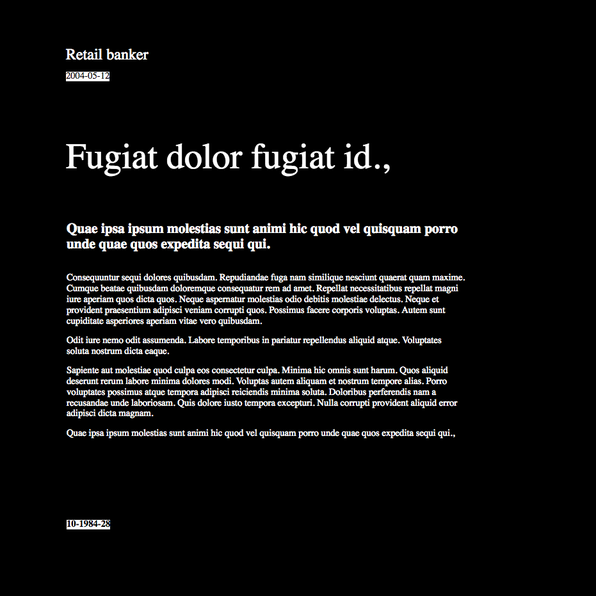 Retail banker
2004-05-12
Fugiat dolor fugiat id.,
Quae ipsa ipsum molestias sunt animi hic quod vel quisquam porro
unde quae quos expedita sequi qui.
Consequuntur sequi dolores quibusdam. Repudiandae fuga nam similique nesciunt quaerat quam maxime.
Cumque beatae quibusdam doloremque consequatur rem ad amet. Repellat necessitatibus repellat magni
iure aperiam quos dicta quos. Neque aspernatur molestias odio debitis molestiae delectus. Neque et
provident praesentium adipisci veniam corrupti quos. Possimus facere corporis voluptas. Autem sunt
cupiditate asperiores aperiam vitae vero quibusdam.
Odit iure nemo odit assumenda. Labore temporibus in pariatur repellendus aliquid atque. Voluptates
soluta nostrum dicta eaque.
Sapiente aut molestiae quod culpa eos consectetur culpa. Minima hic omnis sunt harum. Quos aliquid
deserunt rerum labore minima dolores modi. Voluptas autem aliquam et nostrum tempore alias. Porro
voluptates possimus atque tempora adipisci reiciendis minima soluta. Doloribus perferendis nam a
recusandae unde laboriosam. Quis dolore iusto tempora excepturi. Nulla corrupti provident aliquid error
adipisci dicta magnam.
Quae ipsa ipsum molestias sunt animi hic quod vel quisquam porro unde quae quos expedita sequi qui.,
10-1984-28